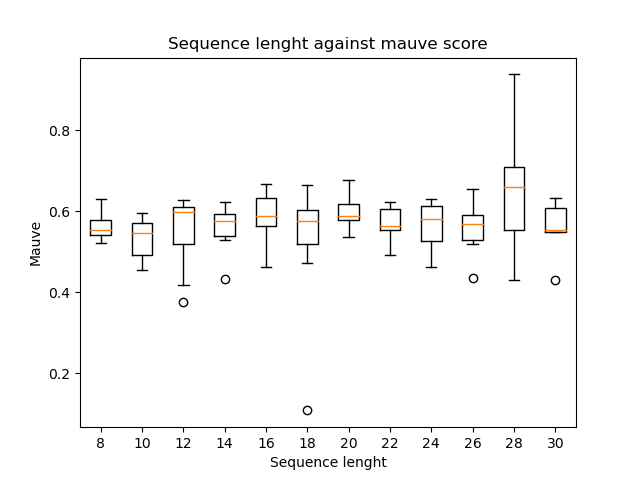 Sequence lenght against mauve score
Mauve
0.8
0.6
0.4
0.2
8 10 12 14 16 18 20 22 24 26 28 30
Sequence lenght